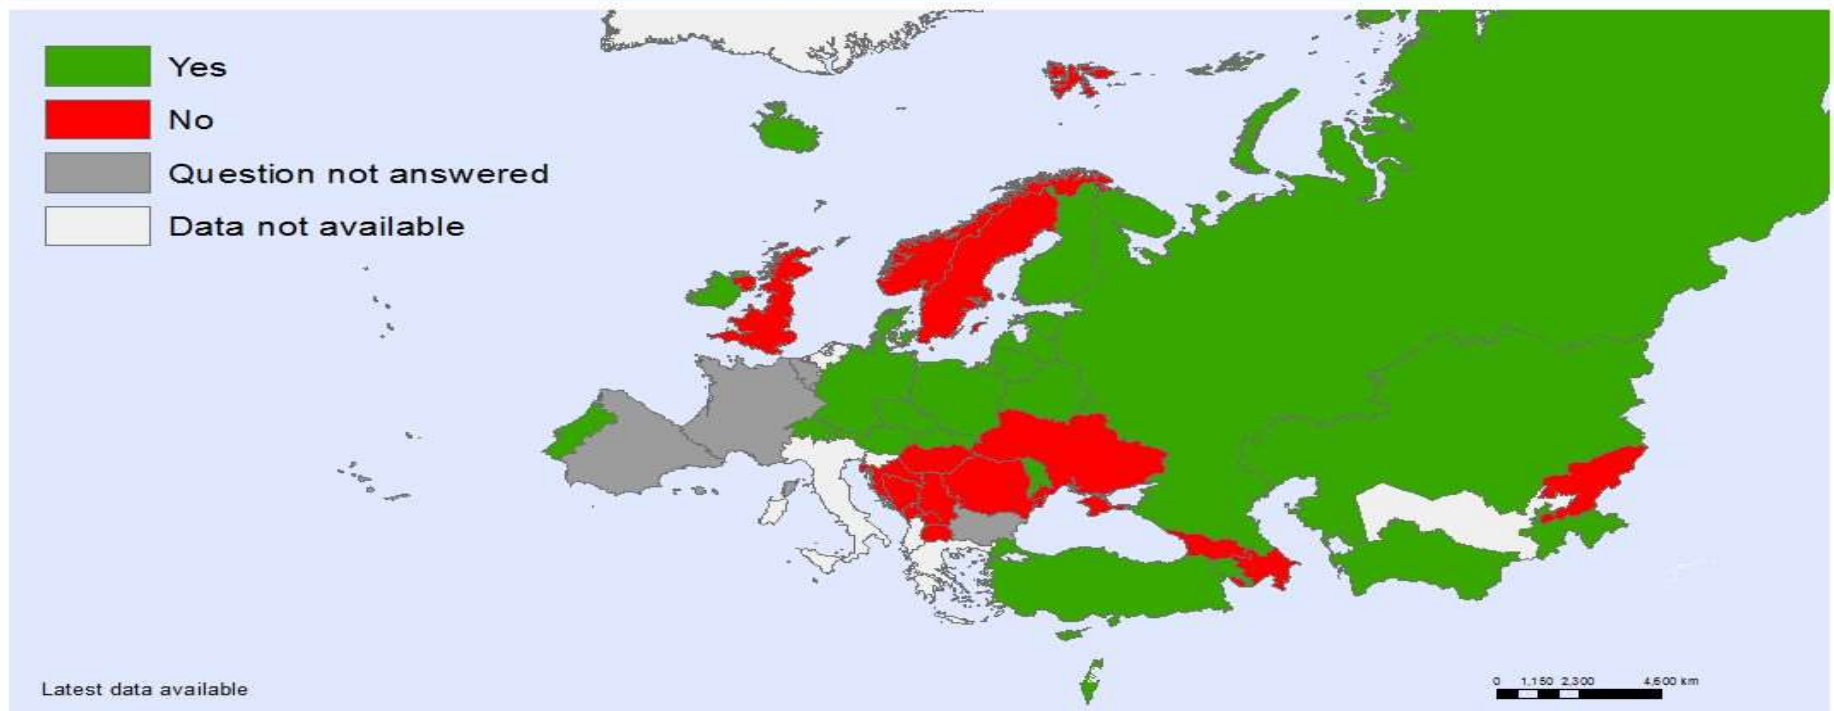 Yes
No
Question not answered
Data not available
Latest data available
0 1,150 2,300 4,600 km